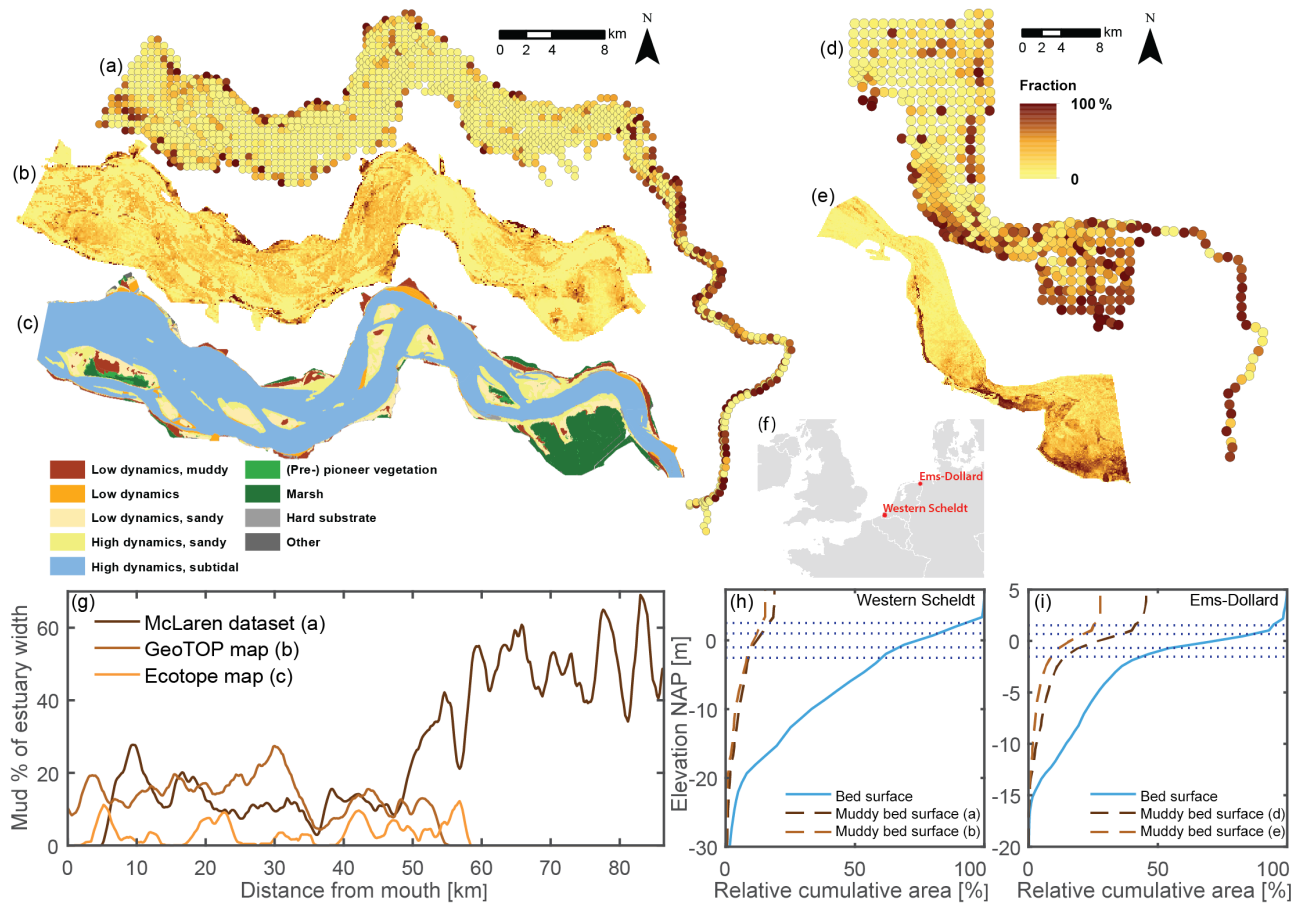 (a)
0 2 4 8 km
N
(b)
(c)
(d)
0 2 4 8 km
N
Fraction
100 %
0
(e)
(f)
Ems-Dollard
Western Scheldt
Low dynamics, muddy
Low dynamics
Low dynamics, sandy
High dynamics, sandy
High dynamics, subtidal
(Pre-) pioneer vegetation
Marsh
Hard substrate
Other
(g)
McLaren dataset (a)
GeoTOP map (b)
Ecotope map (c)
Mud % of estuary width
60
40
20
0
0 10 20 30 40 50 60 70 80
Distance from mouth [km]
(h)
Western Scheldt
Elevation NAP [m]
0
-10
-20
-30
Bed surface
Muddy bed surface (a)
Muddy bed surface (b)
0 50 100
Relative cumulative area [%]
(i)
Ems-Dollard
5
0
-5
-10
-15
-20
Bed surface
Muddy bed surface (d)
Muddy bed surface (e)
0 50 100
Relative cumulative area [%]